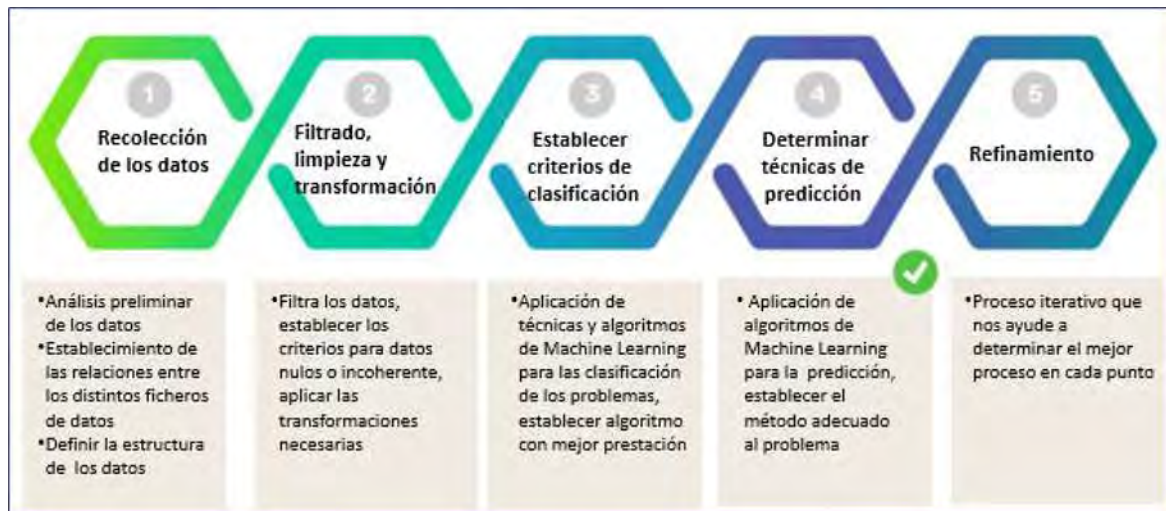 1
Recolección
de los datos
2
Filtrado,
limpieza y
transformación
3
Establecer
criterios de
clasificación
4
Determinar
técnicas de
predicción
5
Refinamiento
•Análisis preliminar
de los datos
•Establecimiento de
las relaciones entre
los distintos ficheros
de datos
•Definir la estructura
de los datos
•Filtra los datos,
establecer los
criterios para datos
nulos o incoherente,
aplicar las
transformaciones
necesarias
•Aplicación de
técnicas y algoritmos
de Machine Learning
para las clasificación
de los problemas,
establecer algoritmo
con mejor prestación
• Aplicación de
algoritmos de
Machine Learning
para la predicción,
establecer el
método adecuado
al problema
•Proceso iterativo que
nos ayude a
determinar el mejor
proceso en cada punto